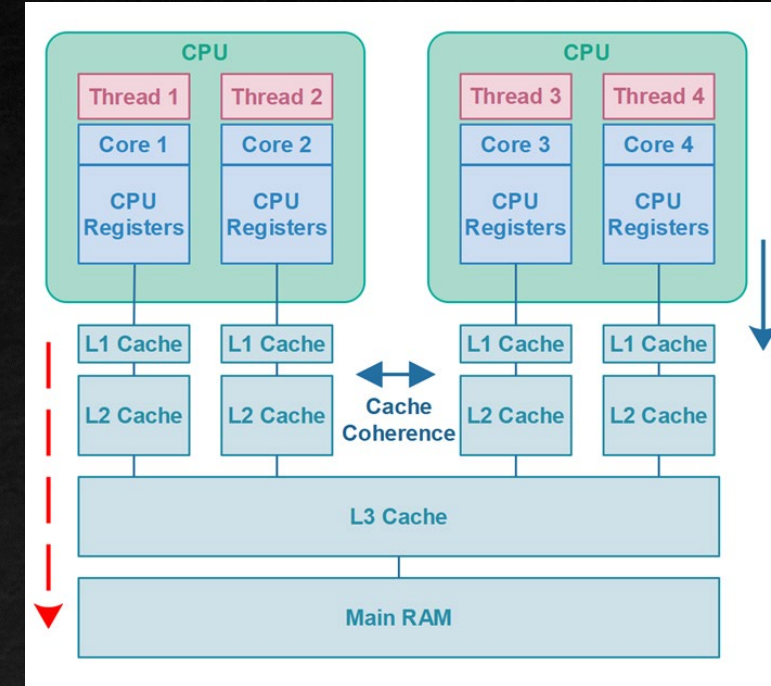 CPU
CPU
Thread 1
Thread 2
Thread 3
Thread 4
Core 1
Core 2
Core 3
Core 4
CPU
Registers
CPU
Registers
CPU
Registers
CPU
Registers
L1 Cache
L1 Cache
L1 Cache
L1 Cache
L2 Cache
L2 Cache
Cache
Coherence
L2 Cache
L2 Cache
L3 Cache
Main RAM